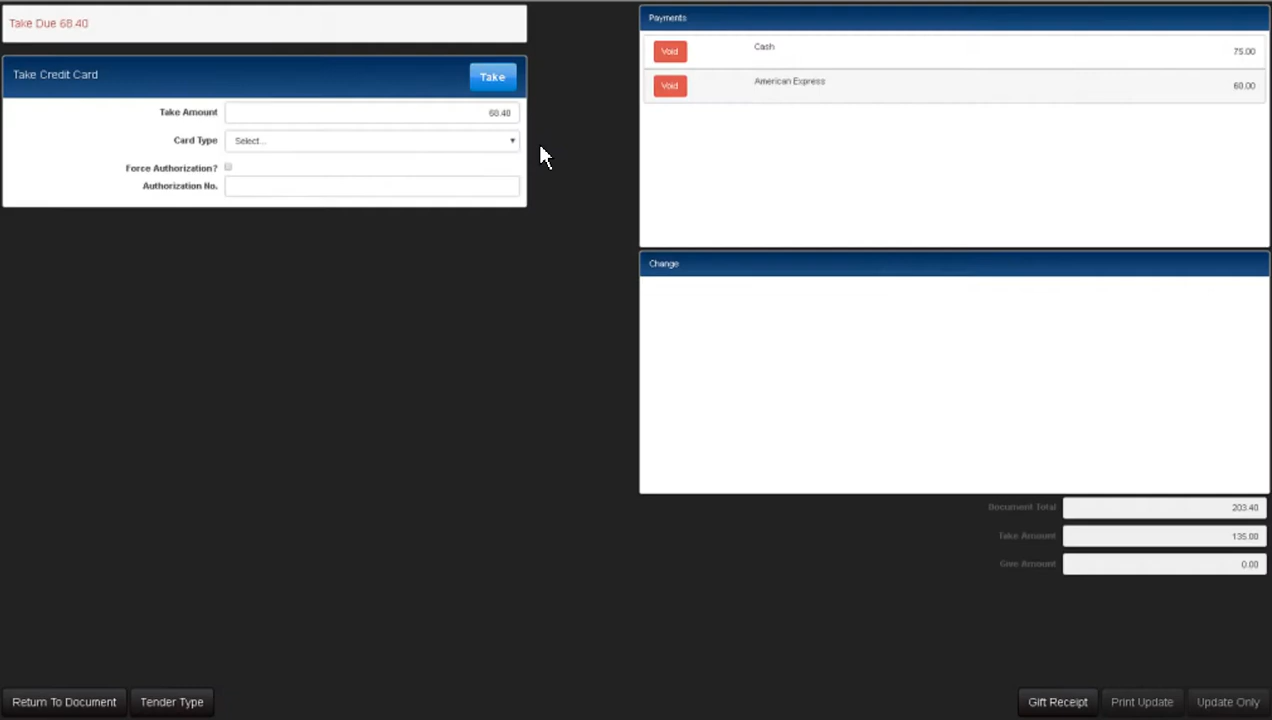 Take Due 68.40
Take Credit Card
Take
Take Amount
68.40
Card Type
Select...
Force Authorization?
Authorization No.
Payments
Void
Cash
75.00
Void
American Express
60.00
Change
Document Total
203.40
Take Amount
135.00
Give Amount
0.00
Return To Document
Tender Type
Gift Receipt
Print Update
Update Only